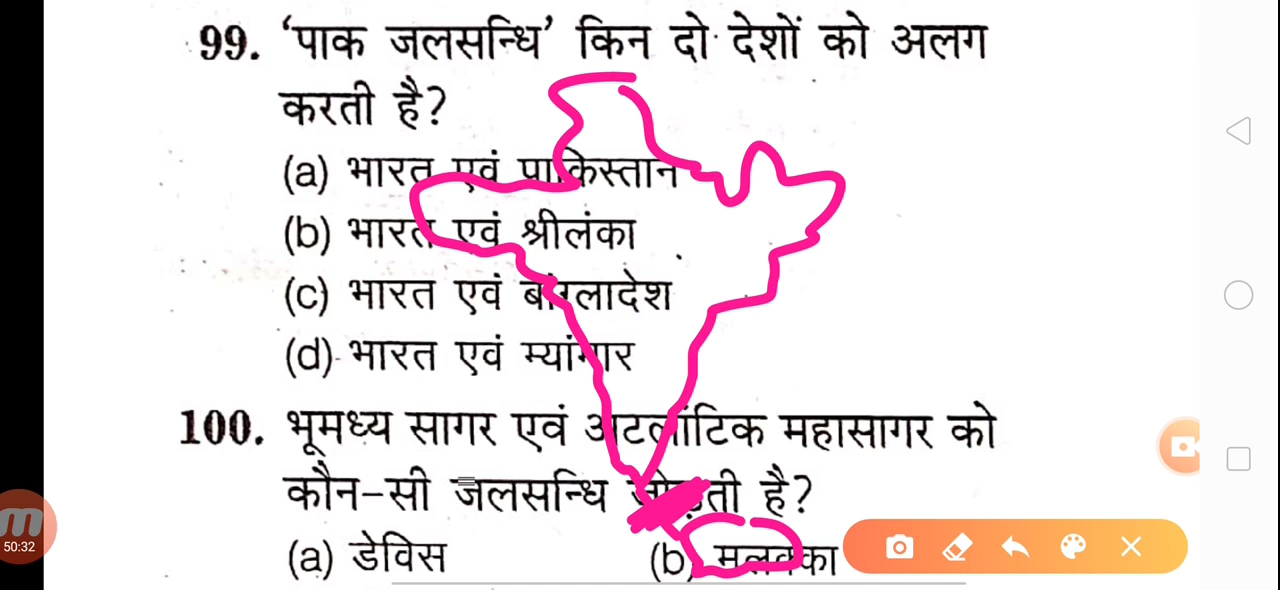 99. ‘पाक जलसन्धि’ किन दो देशों को अलग
करती है?
(a) भारत एवं पाकिस्तान
(b) भारत एवं श्रीलंका
(c) भारत एवं बांग्लादेश
(d) भारत एवं म्यांमार
100. भूमध्य सागर एवं अटलांटिक महासागर को
कौन-सी जलसन्धि जोड़ती है?
(a) डेविस (b) मलक्का
50:32